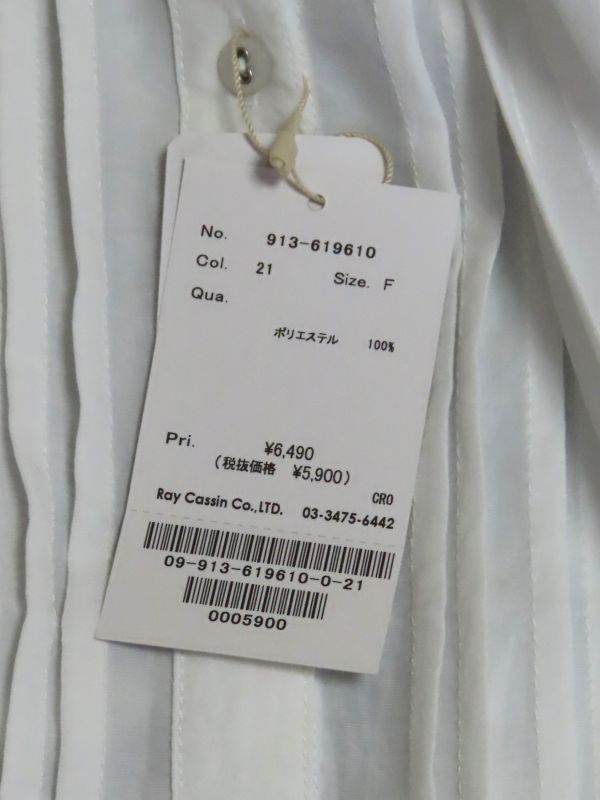 No. 913-619610
Col. 21 Size. F
Qua.
ポリエステル 100%
Pri. ¥6,490
(税抜価格 ¥5,900)
CRO
Ray Cassin Co.,LTD. 03-3475-6442
09-913-619610-0-21
0005900